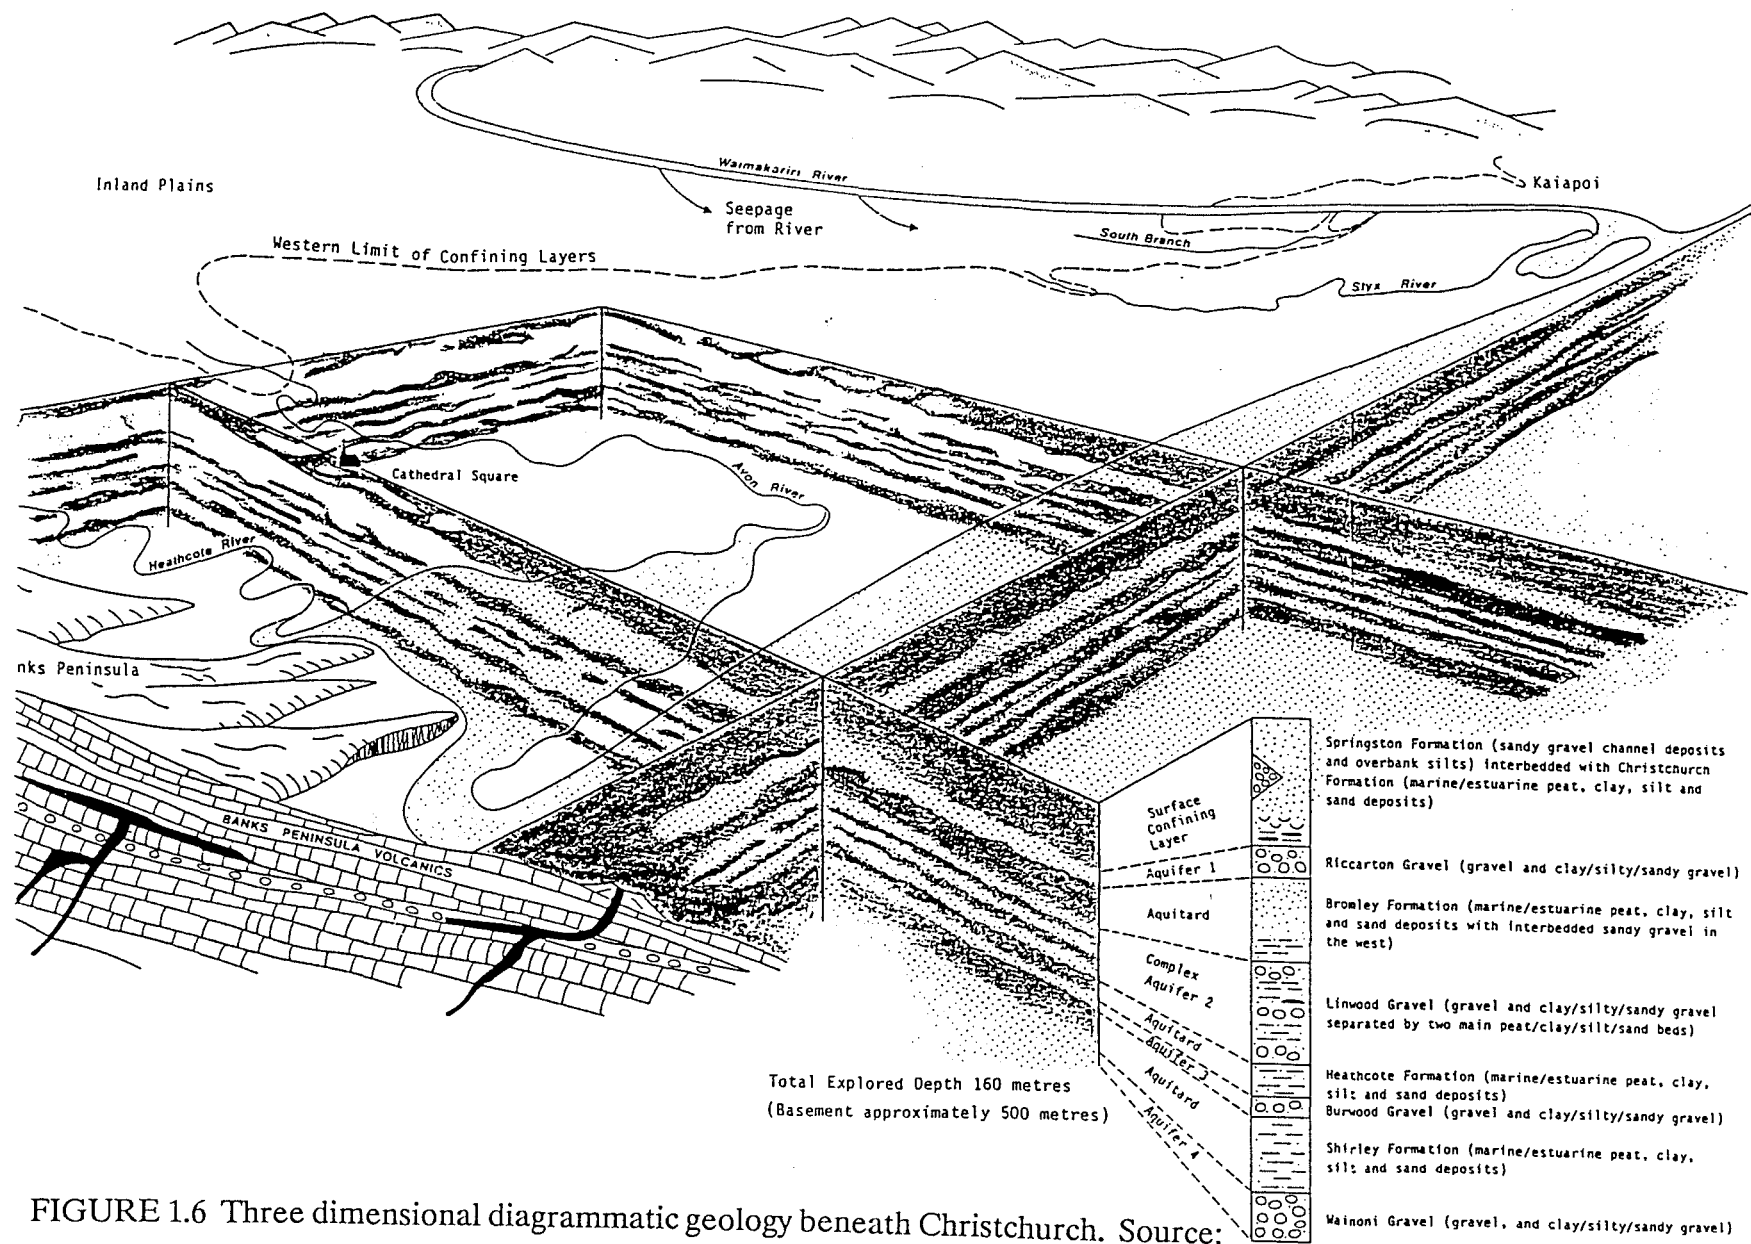 Waimakariri River
Inland Plains
Kaiapoi
Seepage
from River
South Branch
Western Limit of Confining Layers
Styx River
Cathedral Square
Avon River
Heathcote River
nks Peninsula
BANKS PENINSULA VOLCANICS
Surface
Confining
Layer
Aquifer 1
Aquitard
Complex
Aquifer 2
Aquitard
Aquifer 3
Aquitard
Aquifer 4
Springston Formation (sandy gravel channel deposits
and overbank silts) interbedded with Christchurch
Formation (marine/estuarine peat, clay, silt and
sand deposits)
Riccarton Gravel (gravel and clay/silty/sandy gravel)
Bromley Formation (marine/estuarine peat, clay, silt
and sand deposits with interbedded sandy gravel in
the west)
Linwood Gravel (gravel and clay/silty/sandy gravel
separated by two main peat/clay/silt/sand beds)
Heathcote Formation (marine/estuarine peat, clay,
silt and sand deposits)
Burwood Gravel (gravel and clay/silty/sandy gravel)
Shirley Formation (marine/estuarine peat, clay,
silt and sand deposits)
Wainoni Gravel (gravel, and clay/silty/sandy gravel)
Total Explored Depth 160 metres
(Basement approximately 500 metres)
FIGURE 1.6 Three dimensional diagrammatic geology beneath Christchurch. Source: